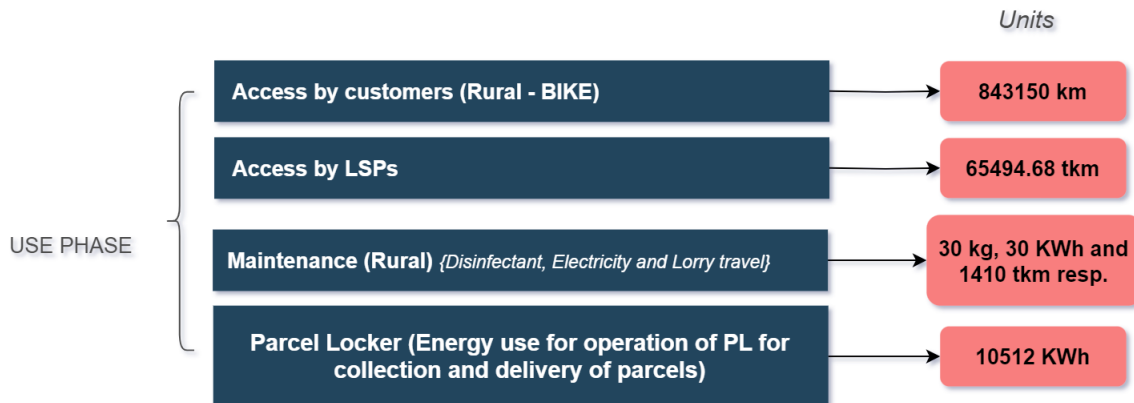 Units
Access by customers (Rural - BIKE)
843150 km
Access by LSPs
65494.68 tkm
USE PHASE
Maintenance (Rural) {Disinfectant, Electricity and Lorry travel}
30 kg, 30 KWh and
1410 tkm resp.
Parcel Locker (Energy use for operation of PL for
collection and delivery of parcels)
10512 KWh